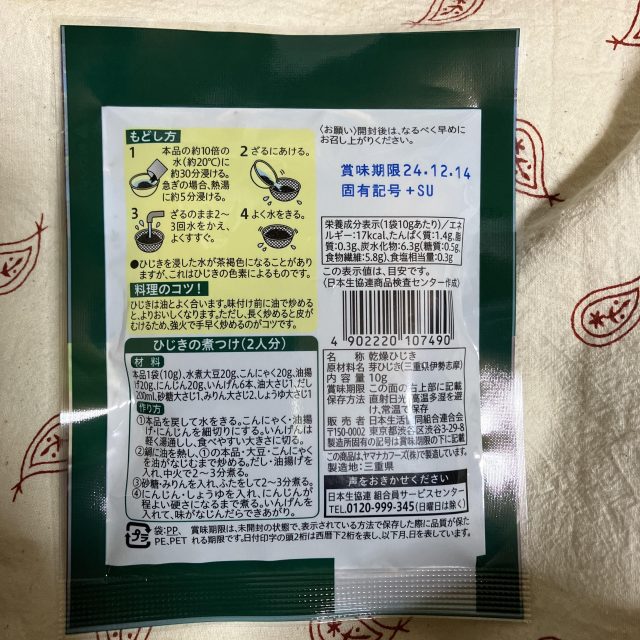 もどし方
1
本品の約10倍の
水(約20℃)に
約30分浸ける。
急ぎの場合、熱湯
に約5分浸ける。
2 ざるにあける。
3
ざるのまま2〜
3回水をかえ、
よくすすぐ。
4 よく水をきる。
●ひじきを浸した水が茶褐色になることがあり
ますが、これはひじきの色素によるものです。
料理のコツ!
ひじきは油とよく合います。味付け前に油で炒める
と、よりおいしくなります。ただし、長く炒めると皮が
むけるため、強火で手早く炒めるのがコツです。
ひじきの煮つけ(2人分)
材料
本品1袋(10g)、水煮大豆20g、こんにゃく20g、油揚
げ20g、にんじん20g、いんげん6本、油大さじ1、だし
200mL、砂糖大さじ1、みりん大さじ2、しょうゆ大さじ1
作り方
①本品を戻して水をきる。こんにゃく・油揚
げ・にんじんを細切りにする。いんげんは
軽く湯通しし、食べやすい大きさに切る。
②鍋に油を熱し、①の本品・大豆・こんにゃく
を油がなじむまで炒める。だし・油揚げを
入れ、中火で2〜3分煮る。
③砂糖・みりんを入れ、ふたをして2〜3分煮る。
④にんじん・しょうゆを入れ、にんじんが
程よい硬さになるまで煮る。いんげんを
入れて、味がなじんだらできあがり。
〈お願い〉開封後は、なるべく早めに
お召し上がりください。
賞味期限 24.12.14
固有記号 +SU
栄養成分表示(1袋10gあたり)/エネ
ルギー:17kcal、たんぱく質:1.4g、脂
質:0.3g、炭水化物:6.3g(糖質:0.5g、
食物繊維:5.8g)、食塩相当量:0.3g
この表示値は、目安です。
(日本生協連商品検査センター作成)
4 902220 107490
名称 乾燥ひじき
原材料名 芽ひじき(三重県伊勢志摩)
内容量 10g
賞味期限 この面の右上部に記載
保存方法 直射日光、高温多湿を避
け、常温で保存
販売者 日本生活協同組合連合会
〒150-0002 東京都渋谷区渋谷3-29-8
製造所固有記号は賞味期限の下に記載
この商品は、ヤマナカフーズ(株)で製造しています。
製造地:三重県
声をおきかせください
日本生協連 組合員サービスセンター
TEL.0120-999-345(日曜日は除く)
プラ
袋:PP、
PE、PET
賞味期限は、未開封の状態で、表示されている方法で保存した際に、品質が保た
れる期限です。日付印字の頭2桁は西暦下2桁を表し、以下月、日を表しています。